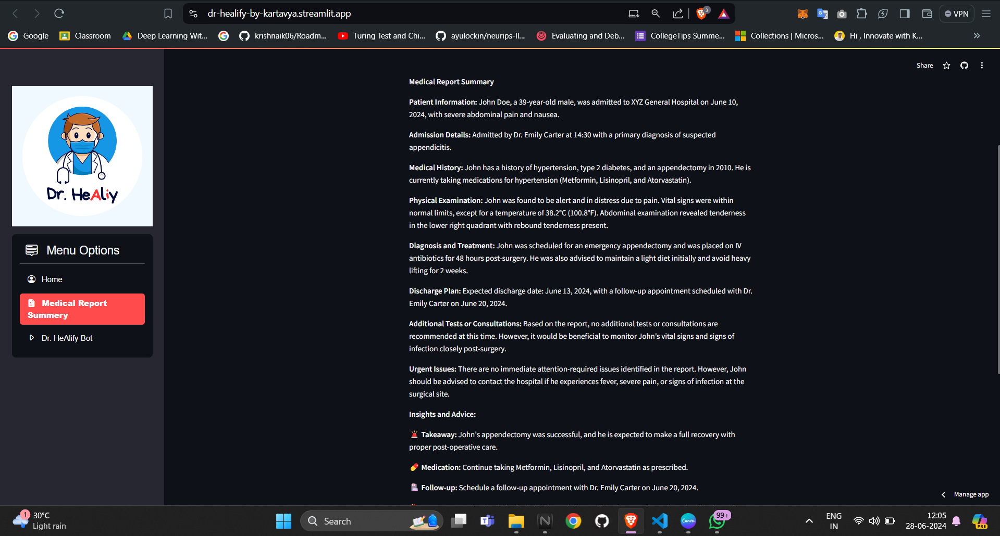 dr-healify-by-kartavya.streamlit.app
3
VPN
Google
Classroom
Deep Learning Wit...
krishnaik06/Roadm...
Turing Test and Chi...
ayulockin/neurips-ll...
Evaluating and Deb...
CollegeTips Summe...
Collections | Micros...
Hi , Innovate with K...
Share
Dr. HeAliy
Menu Options
Home
Medical Report
Summery
Dr. HeAlify Bot
Medical Report Summary
Patient Information: John Doe, a 39-year-old male, was admitted to XYZ General Hospital on June 10,
2024, with severe abdominal pain and nausea.
Admission Details: Admitted by Dr. Emily Carter at 14:30 with a primary diagnosis of suspected
appendicitis.
Medical History: John has a history of hypertension, type 2 diabetes, and an appendectomy in 2010. He is
currently taking medications for hypertension (Metformin, Lisinopril, and Atorvastatin).
Physical Examination: John was found to be alert and in distress due to pain. Vital signs were within
normal limits, except for a temperature of 38.2°C (100.8°F). Abdominal examination revealed tenderness
in the lower right quadrant with rebound tenderness present.
Diagnosis and Treatment: John was scheduled for an emergency appendectomy and was placed on IV
antibiotics for 48 hours post-surgery. He was also advised to maintain a light diet initially and avoid heavy
lifting for 2 weeks.
Discharge Plan: Expected discharge date: June 13, 2024, with a follow-up appointment scheduled with Dr.
Emily Carter on June 20, 2024.
Additional Tests or Consultations: Based on the report, no additional tests or consultations are
recommended at this time. However, it would be beneficial to monitor John's vital signs and signs of
infection closely post-surgery.
Urgent Issues: There are no immediate attention-required issues identified in the report. However, John
should be advised to contact the hospital if he experiences fever, severe pain, or signs of infection at the
surgical site.
Insights and Advice:
Takeaway: John's appendectomy was successful, and he is expected to make a full recovery with
proper post-operative care.
Medication: Continue taking Metformin, Lisinopril, and Atorvastatin as prescribed.
Follow-up: Schedule a follow-up appointment with Dr. Emily Carter on June 20, 2024.
Manage app
1
30°C
Light rain
Search
Canva
99+
ENG
IN
12:05
28-06-2024
PRE